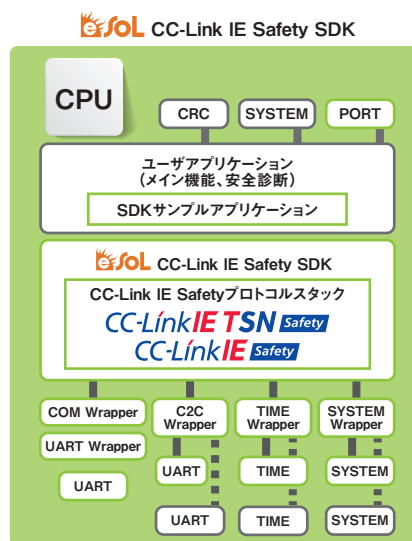 eSOL CC-Link IE Safety SDK
CPU
CRC
SYSTEM
PORT
ユーザアプリケーション
(メイン機能、安全診断)
SDKサンプルアプリケーション
eSOL CC-Link IE Safety SDK
CC-Link IE Safetyプロトコルスタック
CC-Link IE TSN Safety
CC-Link IE Safety
COM Wrapper
UART Wrapper
UART
C2C
Wrapper
UART
UART
TIME
Wrapper
TIME
TIME
SYSTEM
Wrapper
SYSTEM
SYSTEM